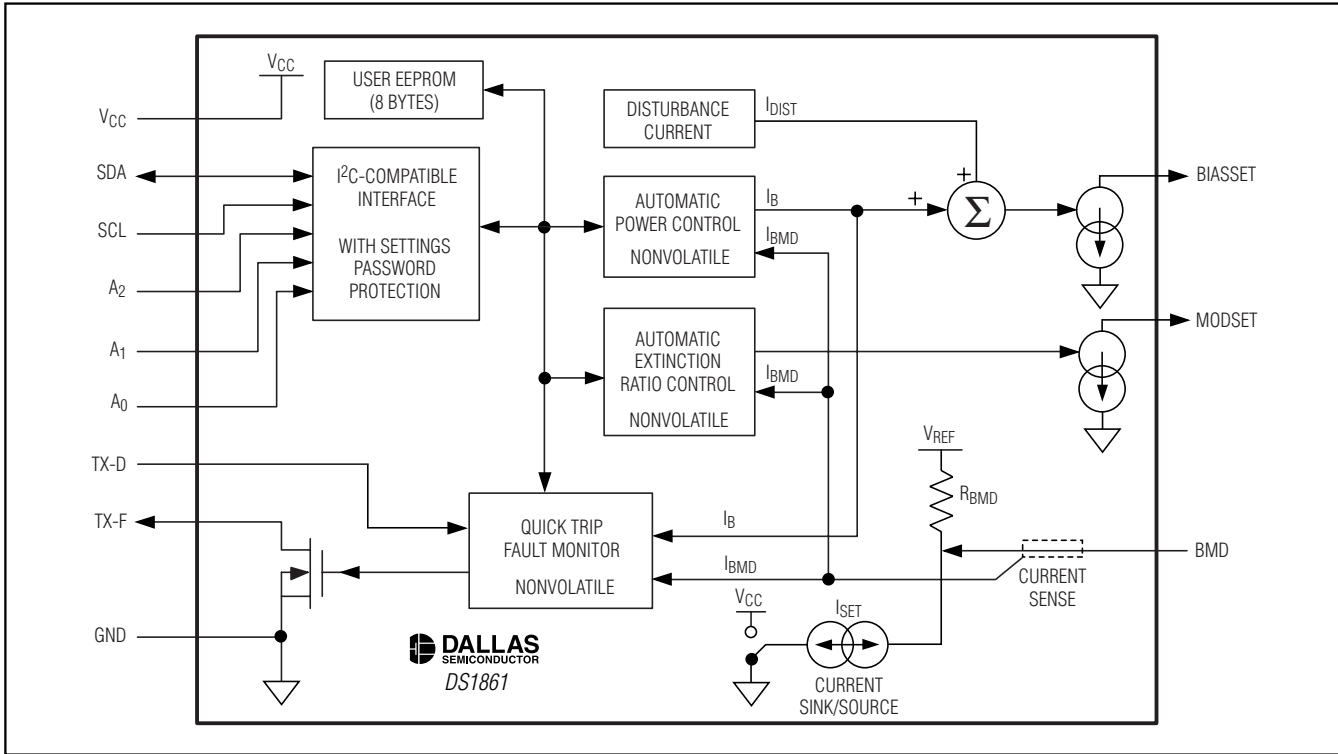 VCC
VCC
SDA
SCL
A2
A1
A0
TX-D
TX-F
GND
USER EEPROM
(8 BYTES)
I2C-COMPATIBLE
INTERFACE
WITH SETTINGS
PASSWORD
PROTECTION
DISTURBANCE
CURRENT
IDIST
AUTOMATIC
POWER CONTROL
NONVOLATILE
IB
IBMD
+
+
Σ
BIASSET
AUTOMATIC
EXTINCTION
RATIO CONTROL
NONVOLATILE
IBMD
MODSET
QUICK TRIP
FAULT MONITOR
NONVOLATILE
IB
IBMD
VREF
RBMD
BMD
CURRENT
SENSE
VCC
ISET
CURRENT
SINK/SOURCE
DALLAS
SEMICONDUCTOR
DS1861